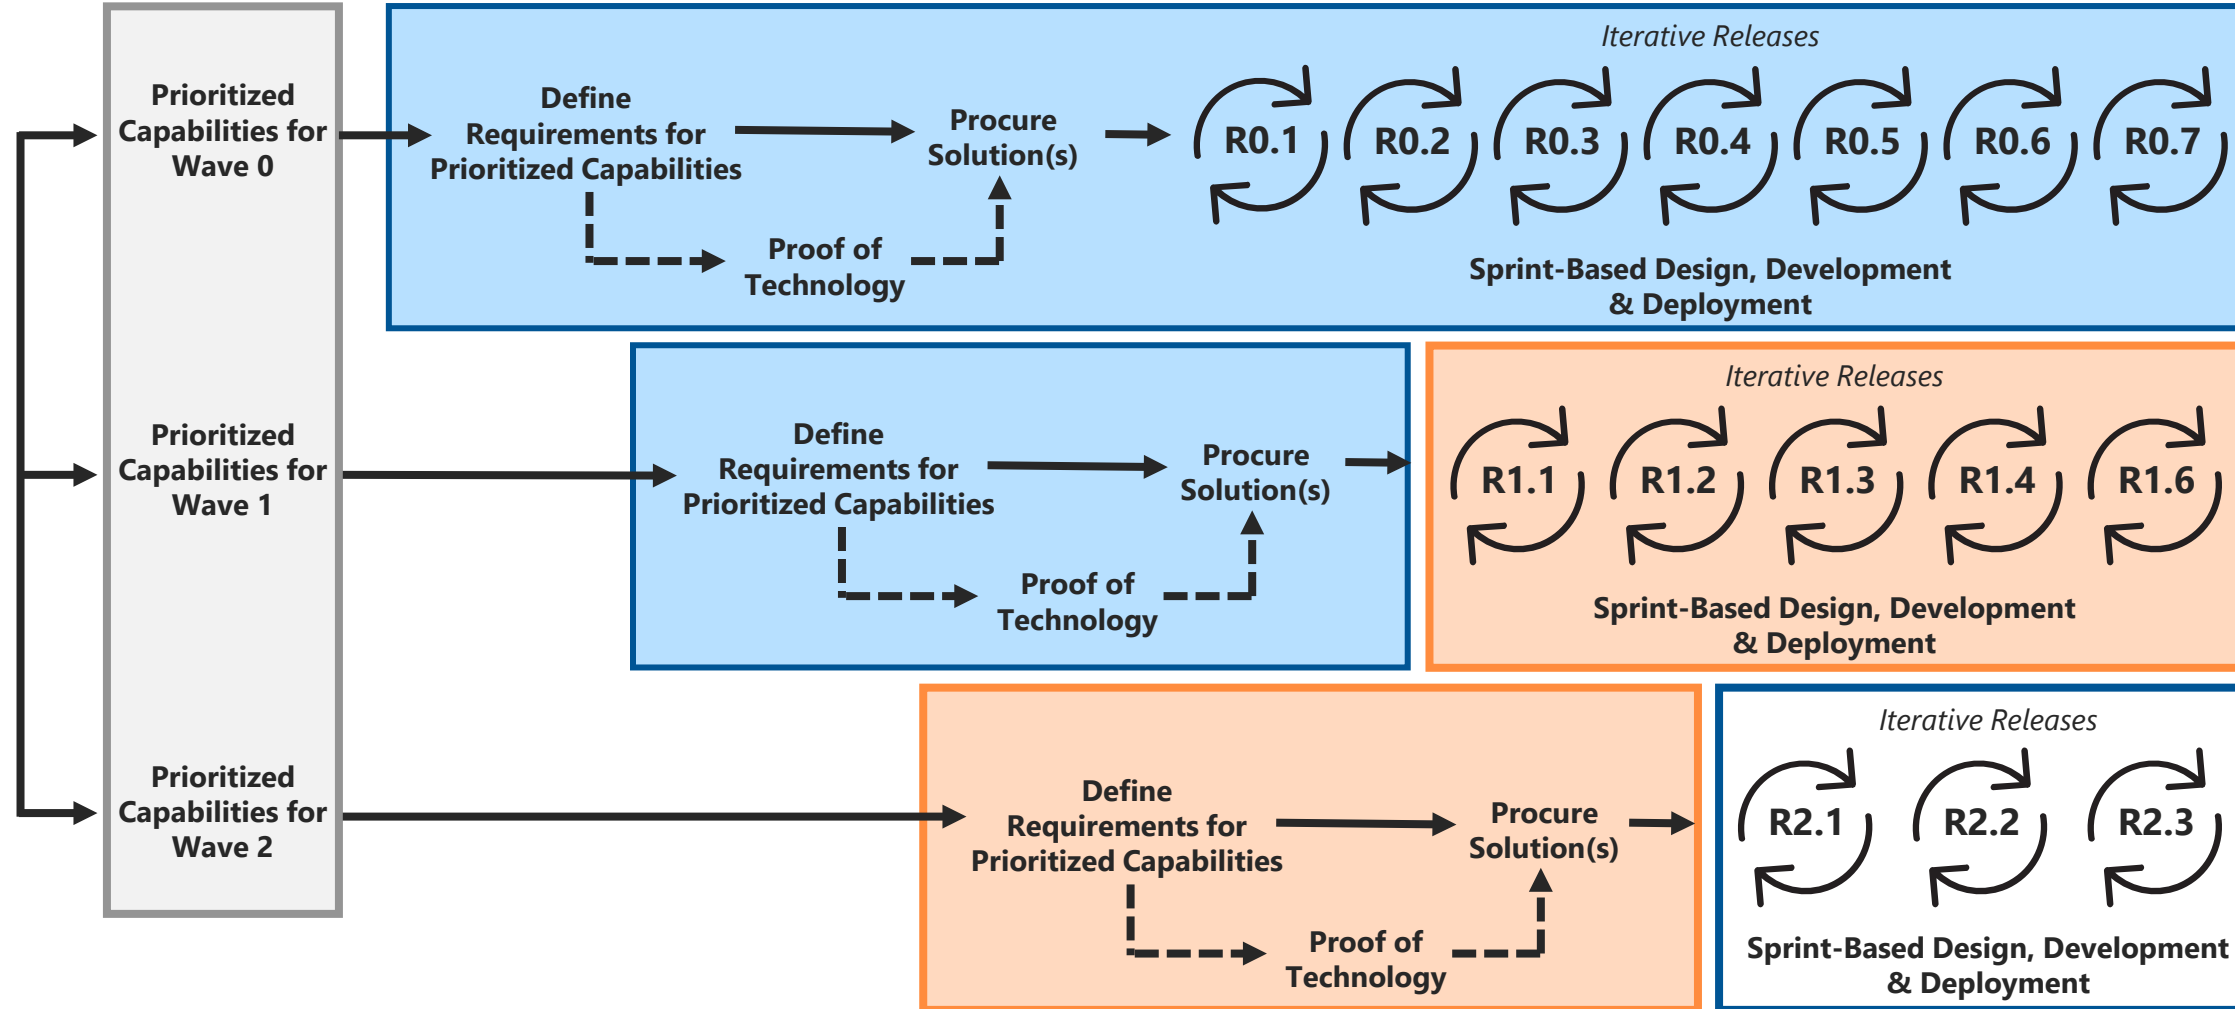 Prioritized
Capabilities for
Wave 0
Define
Requirements for
Prioritized Capabilities
Proof of
Technology
Procure
Solution(s)
Iterative Releases
R0.1
R0.2
R0.3
R0.4
R0.5
R0.6
R0.7
Sprint-Based Design, Development
& Deployment
Prioritized
Capabilities for
Wave 1
Define
Requirements for
Prioritized Capabilities
Proof of
Technology
Procure
Solution(s)
Iterative Releases
R1.1
R1.2
R1.3
R1.4
R1.6
Sprint-Based Design, Development
& Deployment
Prioritized
Capabilities for
Wave 2
Define
Requirements for
Prioritized Capabilities
Proof of
Technology
Procure
Solution(s)
Iterative Releases
R2.1
R2.2
R2.3
Sprint-Based Design, Development
& Deployment